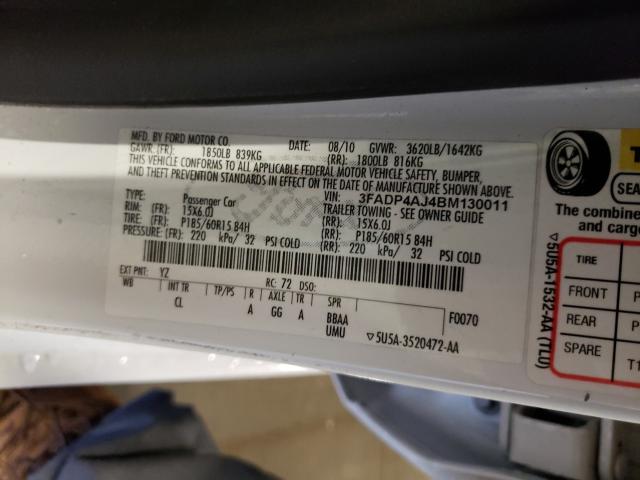 MFD. BY FORD MOTOR CO.
DATE: 08/10 GVWR: 3620LB/1642KG
GAWR: (FR): 1850LB 839KG (RR): 1800LB 816KG
THIS VEHICLE CONFORMS TO ALL APPLICABLE FEDERAL MOTOR VEHICLE SAFETY, BUMPER,
AND THEFT PREVENTION STANDARDS IN EFFECT ON THE DATE OF MANUFACTURE SHOWN ABOVE.
VIN: 3FADP4AJ4BM130011
TYPE: Passenger Car TRAILER TOWING - SEE OWNER GUIDE
RIM: (FR): 15X6.0J (RR): 15X6.0J
TIRE: (FR): P185/60R15 84H (RR): P185/60R15 84H
PRESSURE: (FR): 220 kPa/ 32 PSI COLD (RR): 220 kPa/ 32 PSI COLD
EXT PNT: YZ RC: 72 DSO:
WB INT TR TP/PS R AXLE TR SPR
CL A GG A BBAA F0070
UMU ▽5U5A-3520472-AA
The combine
and cargo
TIRE
FRONT P
REAR P
SPARE T1
▽5U5A-1532-AA (TLU)